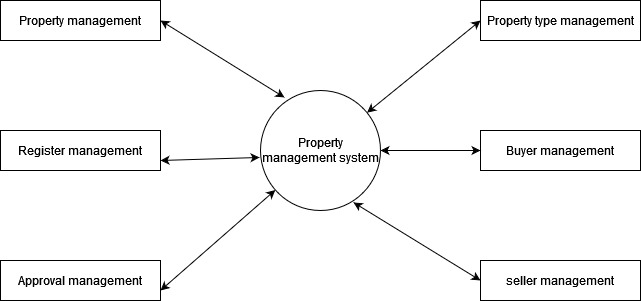 Property management
Property type management
Property
management system
Register management
Buyer management
Approval management
seller management